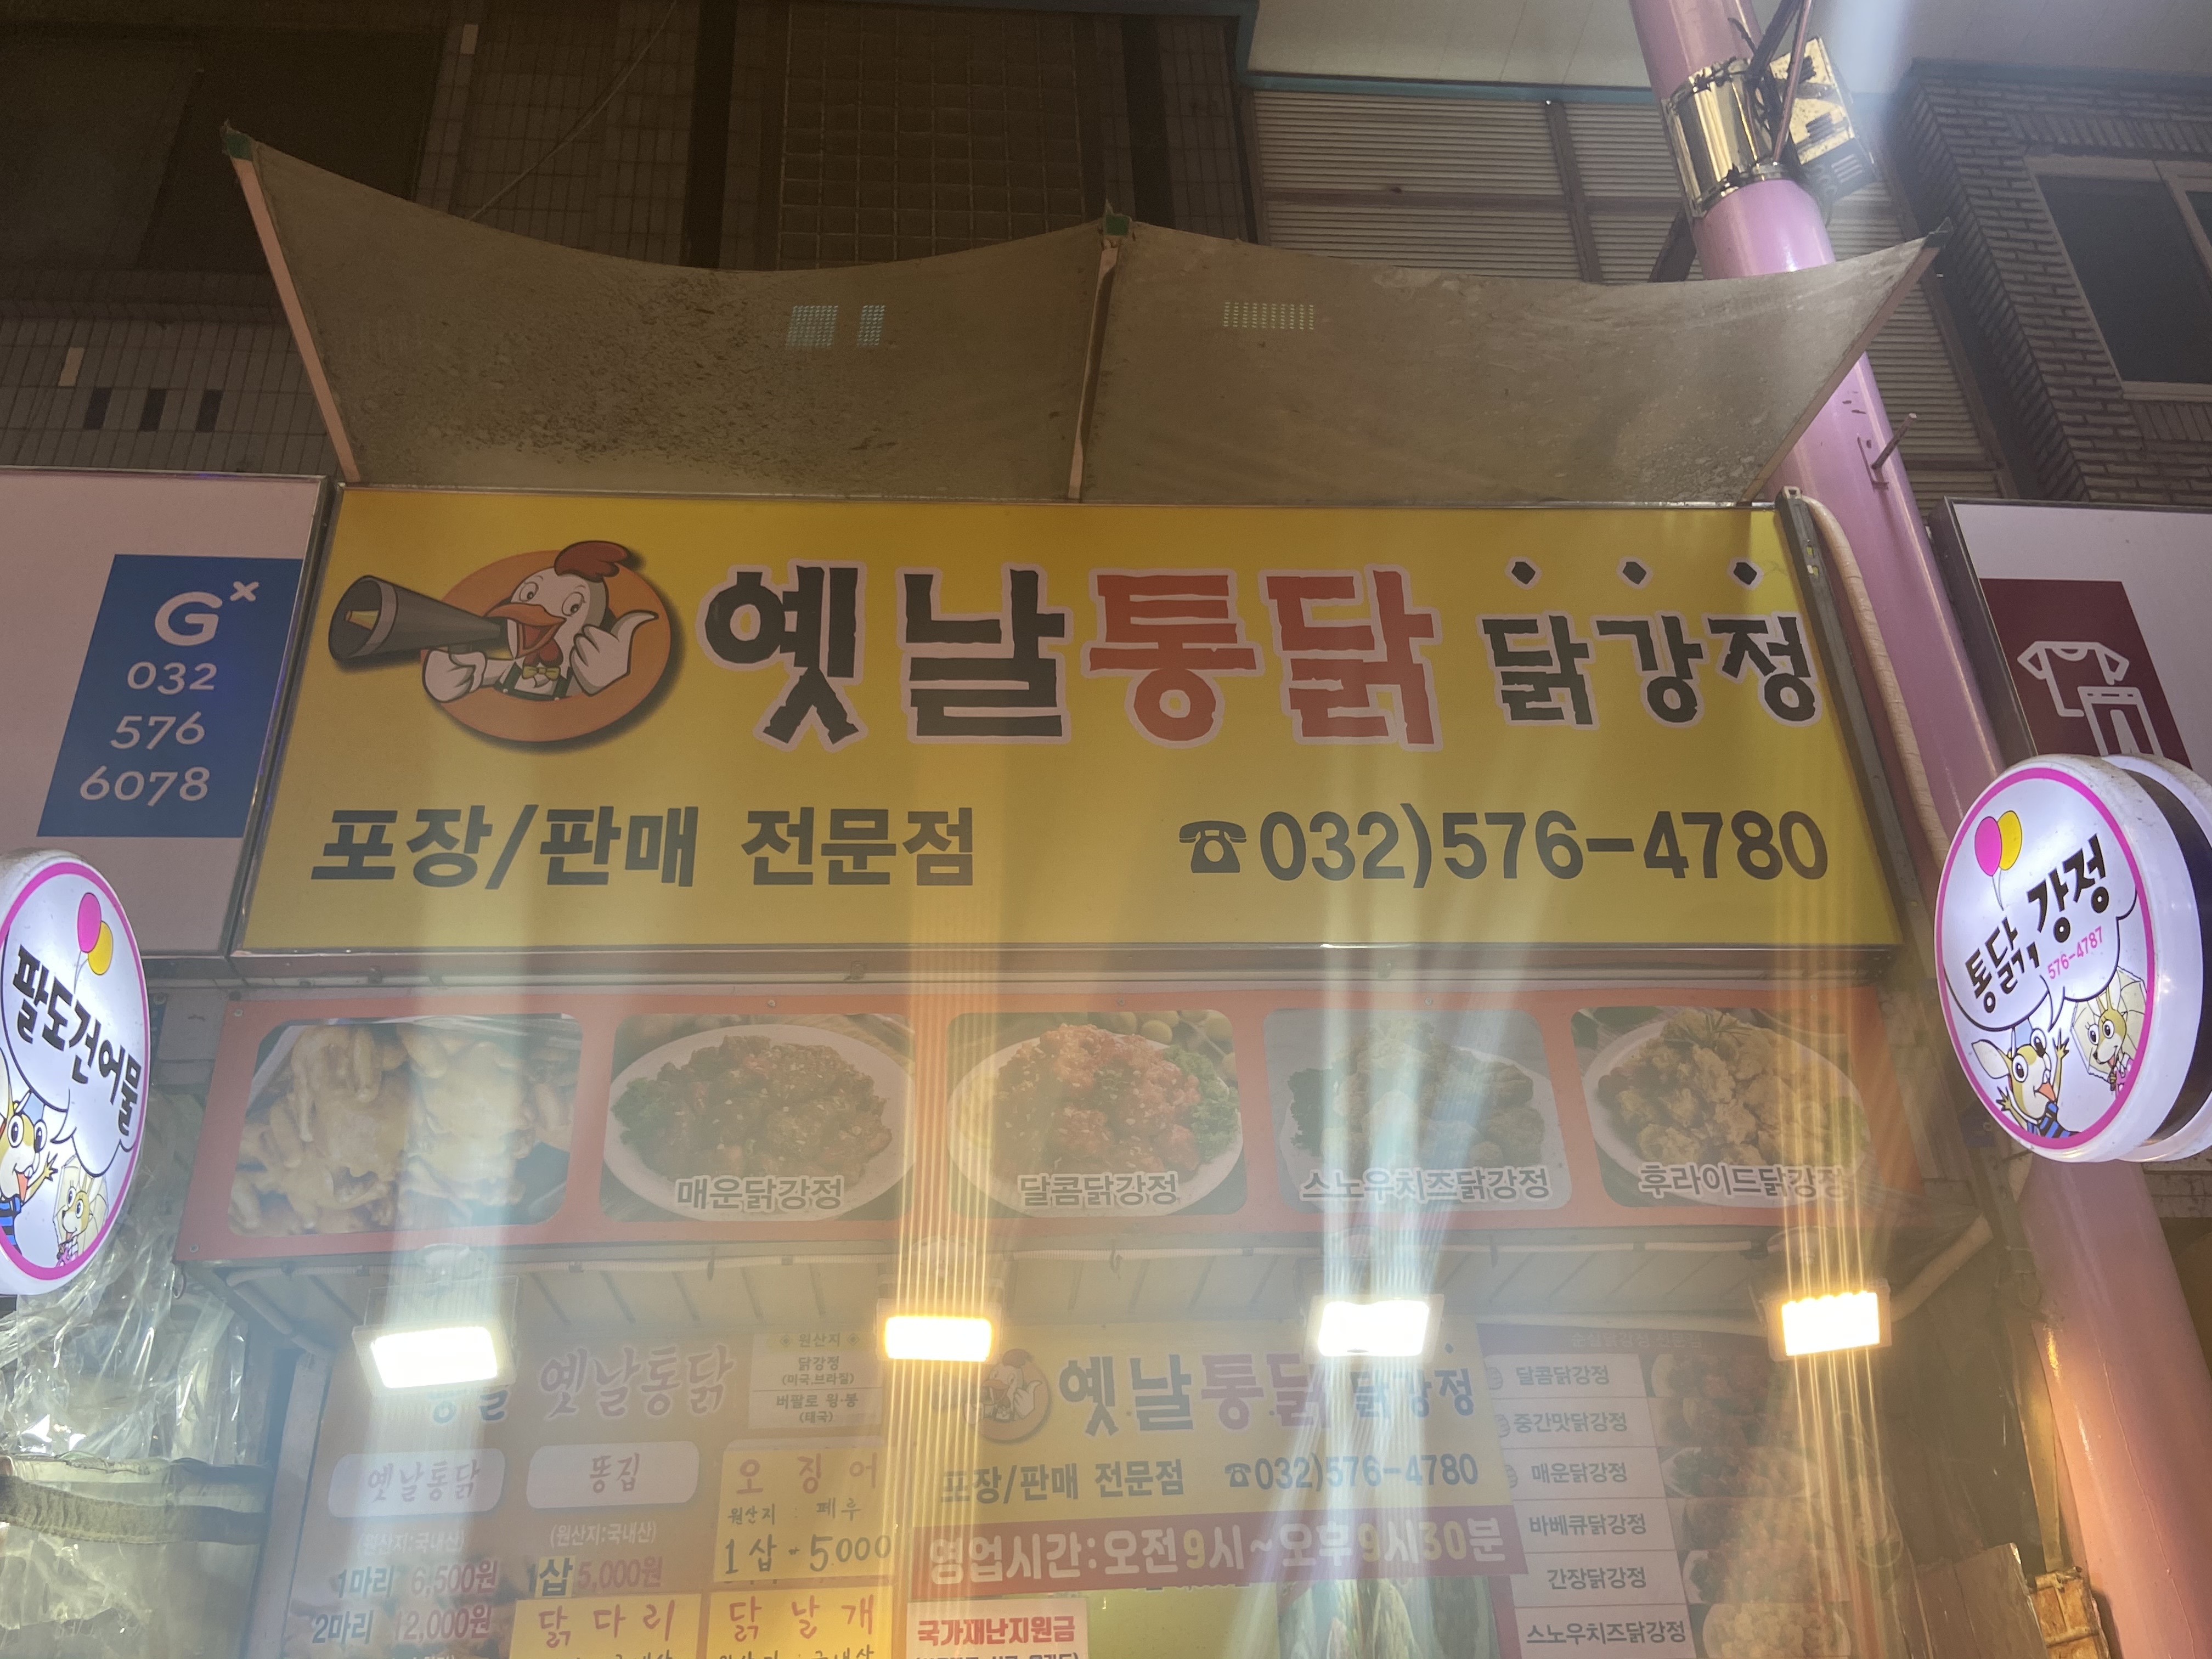 G×
032
576
6078
옛날통닭 닭강정
포장/판매 전문점 ☎032)576-4780
팔도건어물
통닭, 강정
576-4787
매운닭강정
달콤닭강정
스노우치즈닭강정
후라이드닭강정
옛날통닭
원산지
닭강정
(미국.브라질)
버팔로 윙·봉
(태국)
옛날통닭
(원산지:국내산)
1마리 6,500원
2마리 12,000원
똥집
(원산지:국내산)
1삽 5,000원
오징어
원산지 : 페루
1삽-5000
닭다리
닭날개
옛날통닭 닭강정
포장/판매 전문점 ☎032)576-4780
영업시간:오전9시~오후9시30분
국가재난지원금
달콤닭강정
중간맛닭강정
매운닭강정
바베큐닭강정
간장닭강정
스노우치즈닭강정